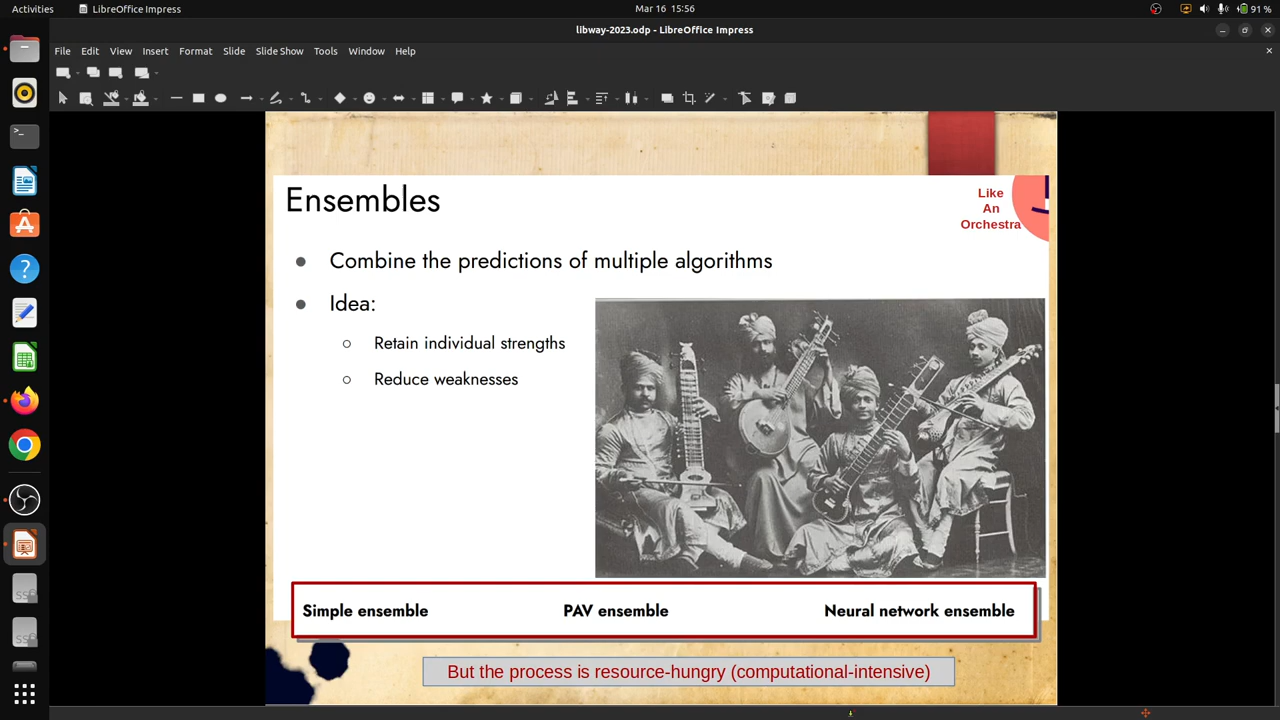 Activities
LibreOffice Impress
Mar 16 15:56
91 %
libway-2023.odp - LibreOffice Impress
File Edit View Insert Format Slide Slide Show Tools Window Help
Ensembles
Like
An
Orchestra
Combine the predictions of multiple algorithms
Idea:
Retain individual strengths
Reduce weaknesses
Simple ensemble PAV ensemble Neural network ensemble
But the process is resource-hungry (computational-intensive)